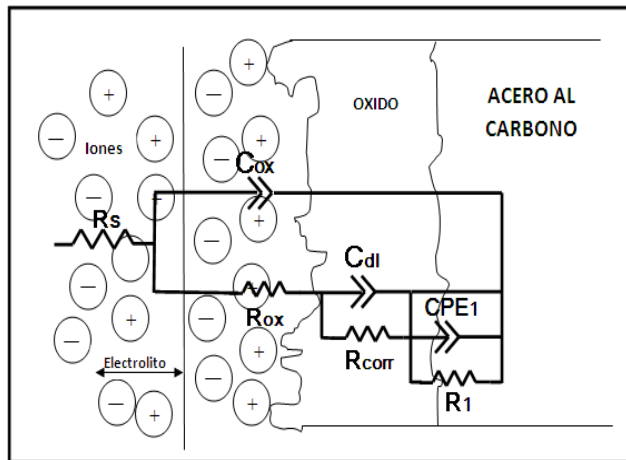 OXIDO
ACERO AL
CARBONO
Iones
Cox
Rs
Cdl
Rox
CPE1
Rcorr
Electrolito
R1